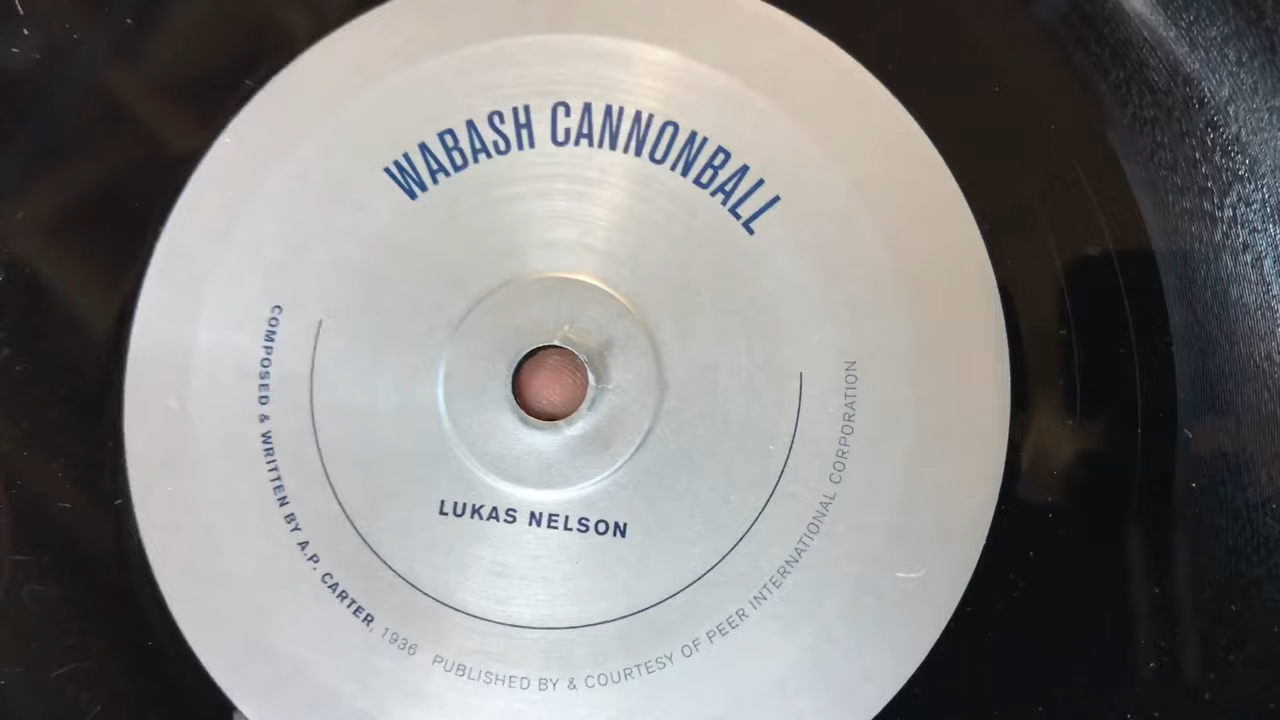 WABASH CANNONBALL
LUKAS NELSON
COMPOSED & WRITTEN BY A.P. CARTER, 1936 PUBLISHED BY & COURTESY OF PEER INTERNATIONAL CORPORATION